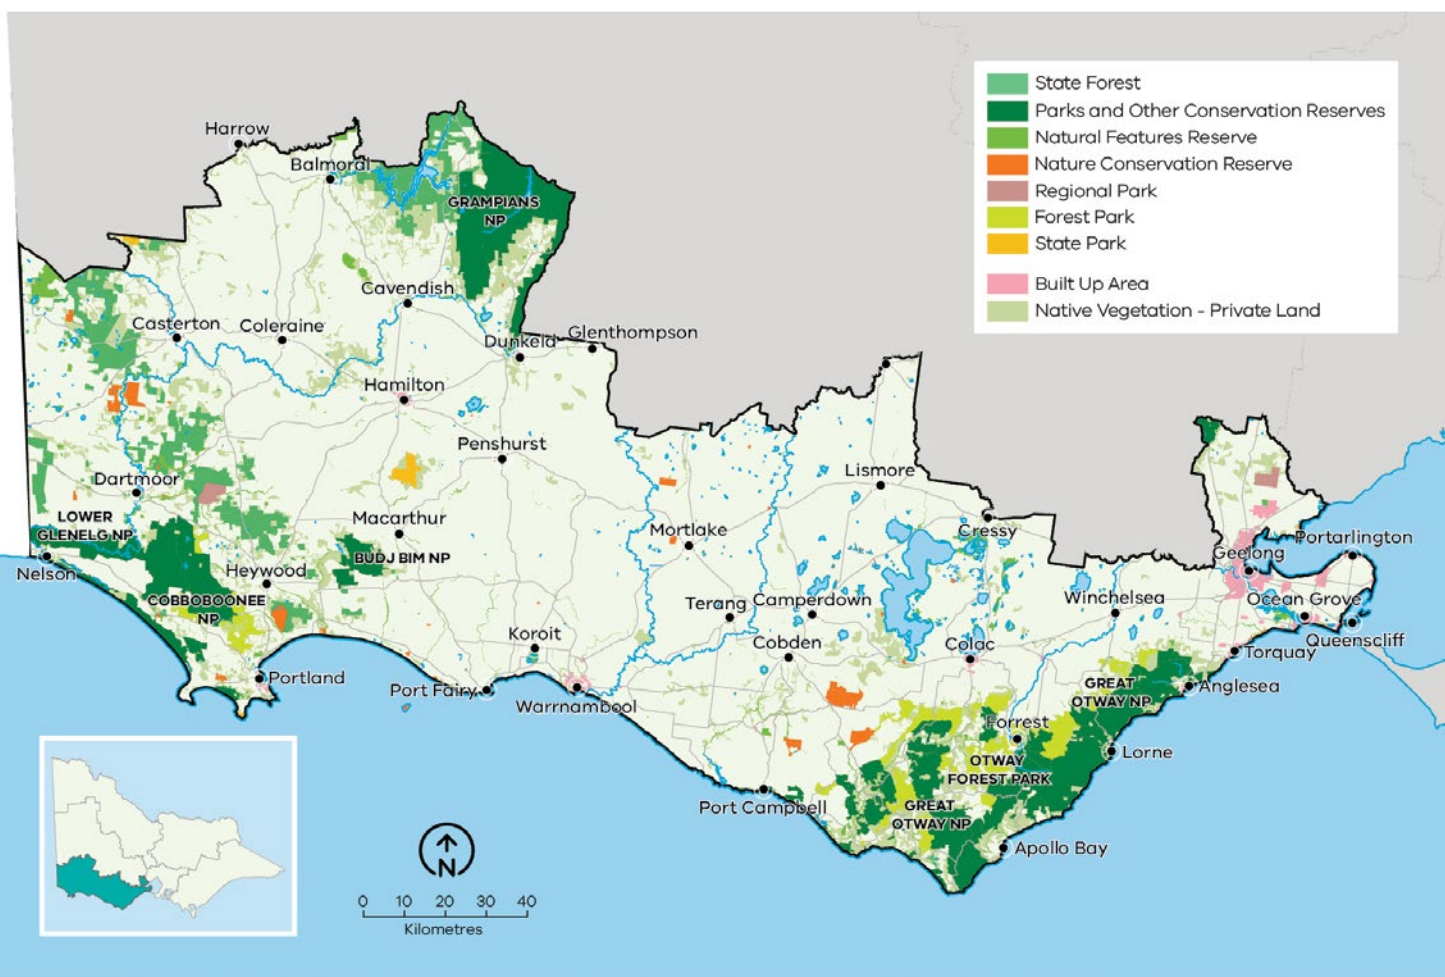 State Forest
Parks and Other Conservation Reserves
Natural Features Reserve
Nature Conservation Reserve
Regional Park
Forest Park
State Park
Built Up Area
Native Vegetation - Private Land
Harrow
Balmoral
GRAMPIANS
NP
Cavendish
Casterton
Coleraine
Dunkeld
Glenthompson
Hamilton
Penshurst
Lismore
Dartmoor
LOWER
GLENELG NP
Macarthur
Mortlake
Cressy
BUDJ BIM NP
Geelong
Portarlington
Nelson
Heywood
COBBOBOONEE
NP
Terang
Camperdown
Winchelsea
Ocean Grove
Koroit
Cobden
Colac
Queenscliff
Torquay
Portland
Port Fairy
Warrnambool
GREAT
OTWAY NP
Anglesea
Forrest
Lorne
OTWAY
FOREST PARK
Port Campbell
GREAT
OTWAY NP
Apollo Bay
N
0 10 20 30 40
Kilometres